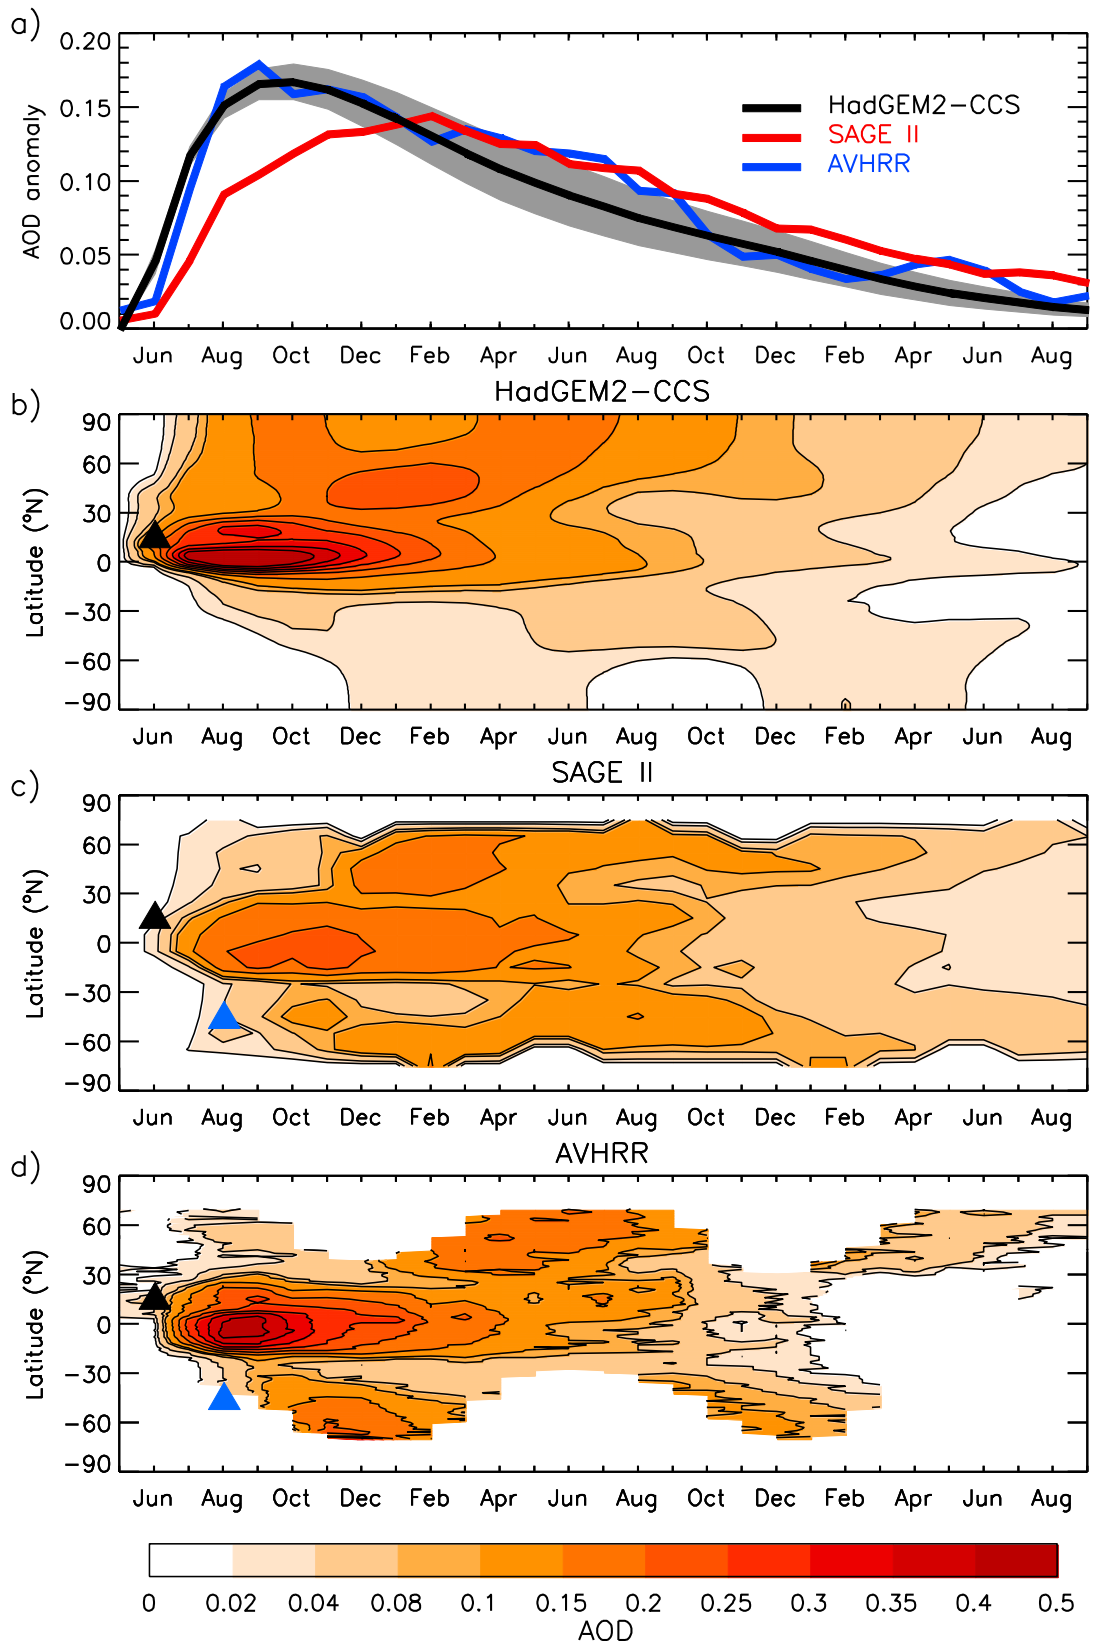 a)
0.20
0.15
0.10
0.05
0.00
AOD anomaly
HadGEM2-CCS
SAGE II
AVHRR
Jun Aug Oct Dec Feb Apr Jun Aug Oct Dec Feb Apr Jun Aug
HadGEM2-CCS
b)
90
60
30
0
-30
-60
-90
Latitude (°N)
Jun Aug Oct Dec Feb Apr Jun Aug Oct Dec Feb Apr Jun Aug
SAGE II
c)
90
60
30
0
-30
-60
-90
Latitude (°N)
Jun Aug Oct Dec Feb Apr Jun Aug Oct Dec Feb Apr Jun Aug
AVHRR
d)
90
60
30
0
-30
-60
-90
Latitude (°N)
Jun Aug Oct Dec Feb Apr Jun Aug Oct Dec Feb Apr Jun Aug
0 0.02 0.04 0.08 0.1 0.15 0.2 0.25 0.3 0.35 0.4 0.5
AOD